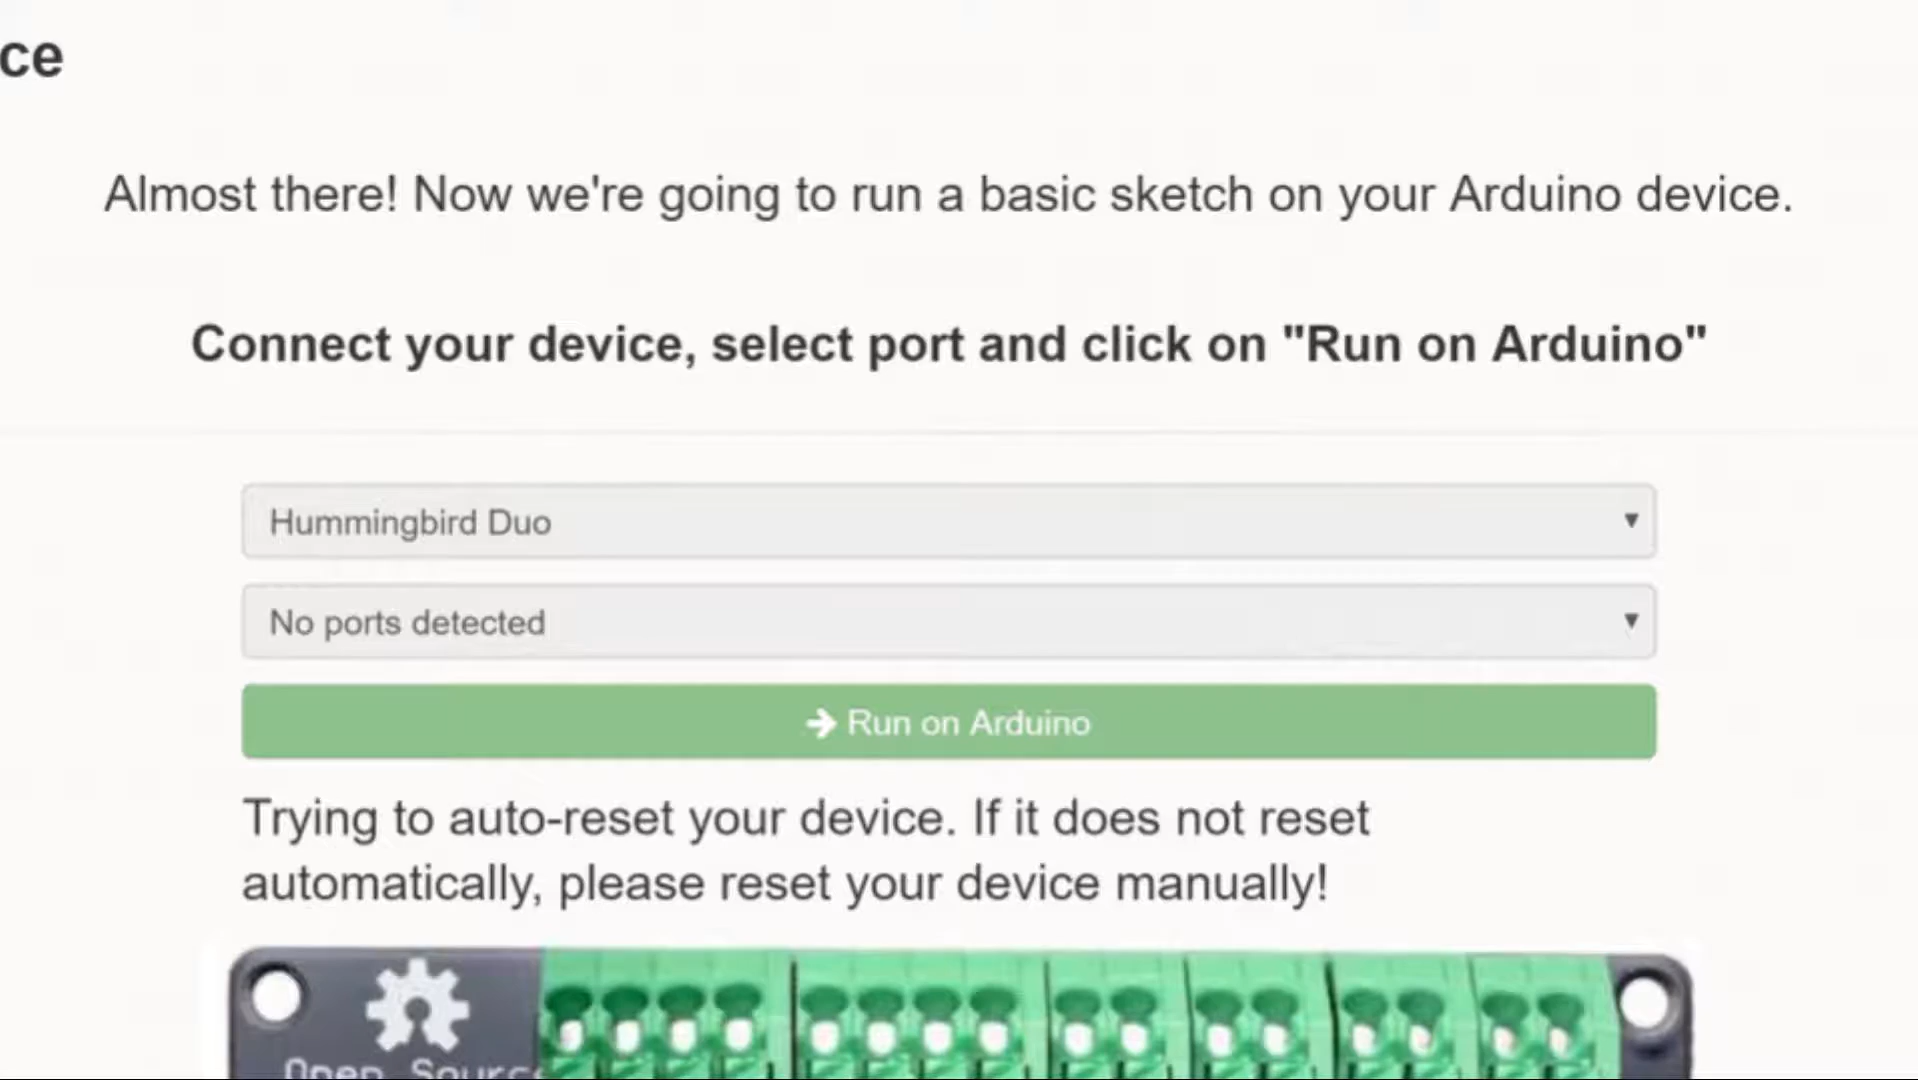 ce
Almost there! Now we're going to run a basic sketch on your Arduino device.
Connect your device, select port and click on "Run on Arduino"
Hummingbird Duo
No ports detected
Run on Arduino
Trying to auto-reset your device. If it does not reset
automatically, please reset your device manually!
Open Source